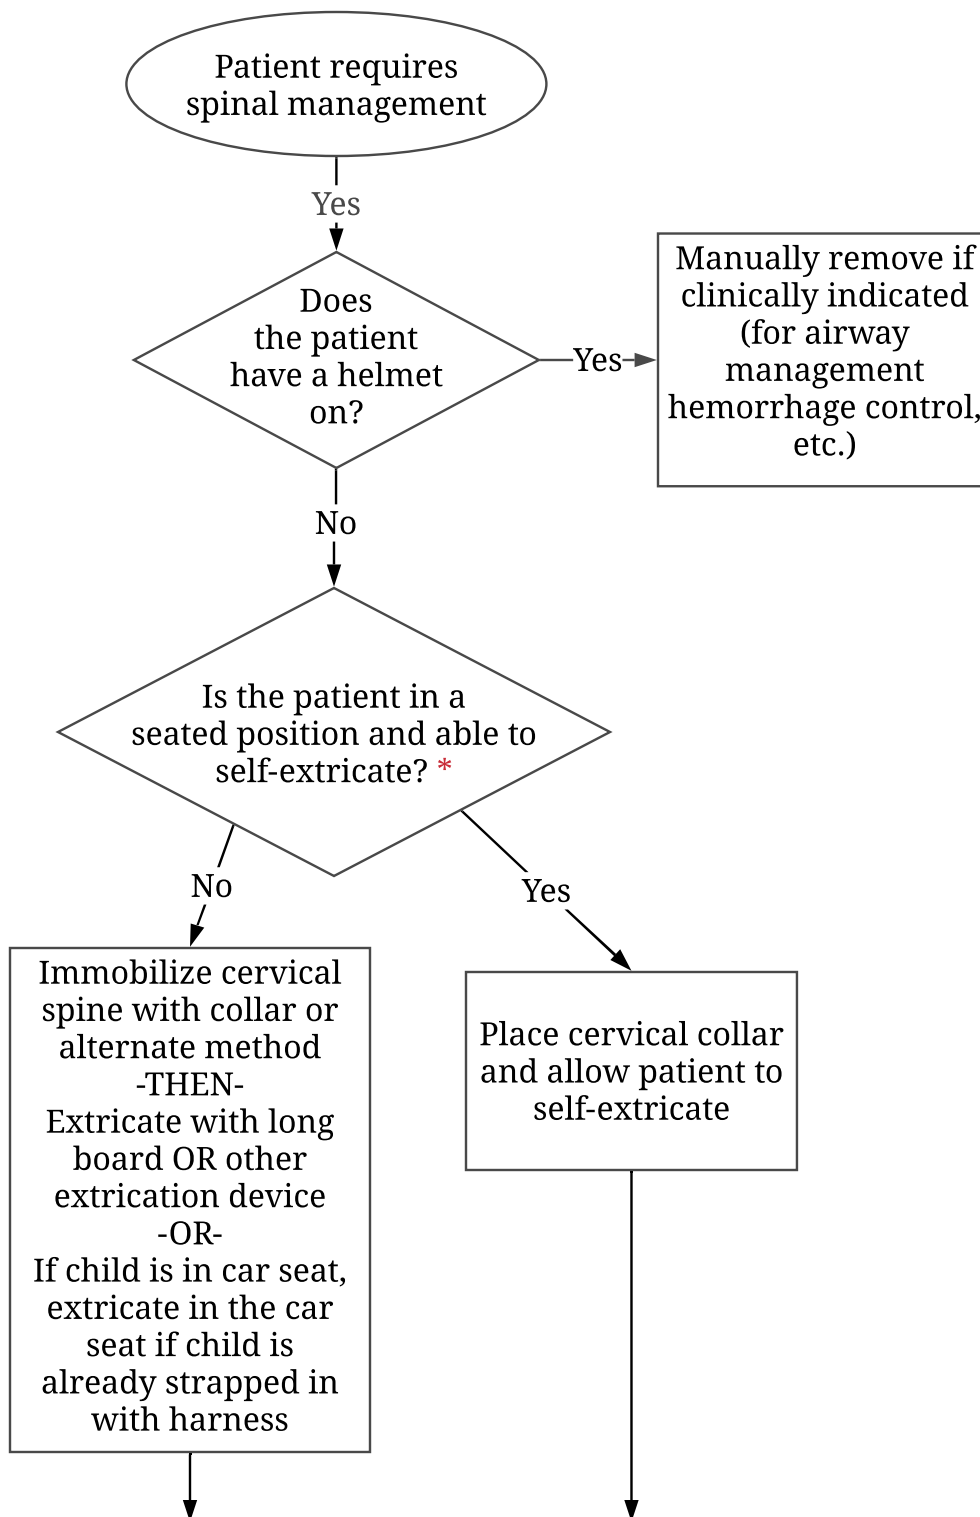 Patient requires
spinal management
Yes
Does
the patient
have a helmet
on?
Yes
Manually remove if
clinically indicated
(for airway
management
hemorrhage control,
etc.)
No
Is the patient in a
seated position and able to
self-extricate? *
No
Yes
Immobilize cervical
spine with collar or
alternate method
-THEN-
Extricate with long
board OR other
extrication device
-OR-
If child is in car seat,
extricate in the car
seat if child is
already strapped in
with harness
Place cervical collar
and allow patient to
self-extricate